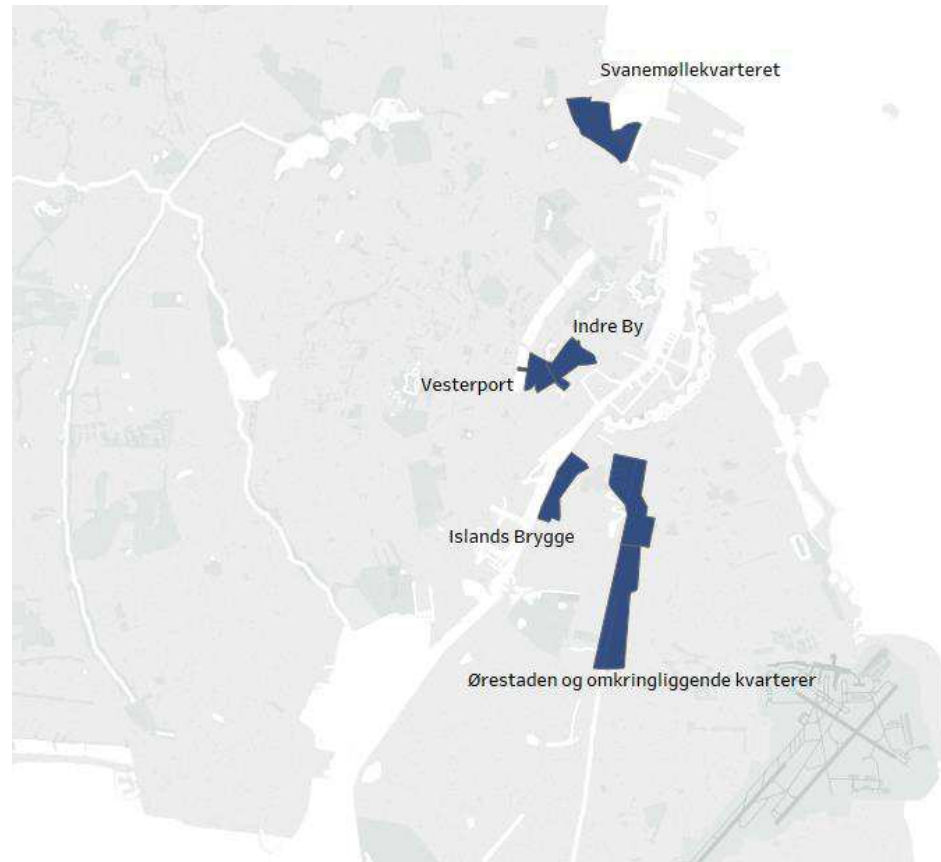 Svanemøllekvarteret
Indre By
Vesterport
Islands Brygge
Ørestaden og omkringliggende kvarterer